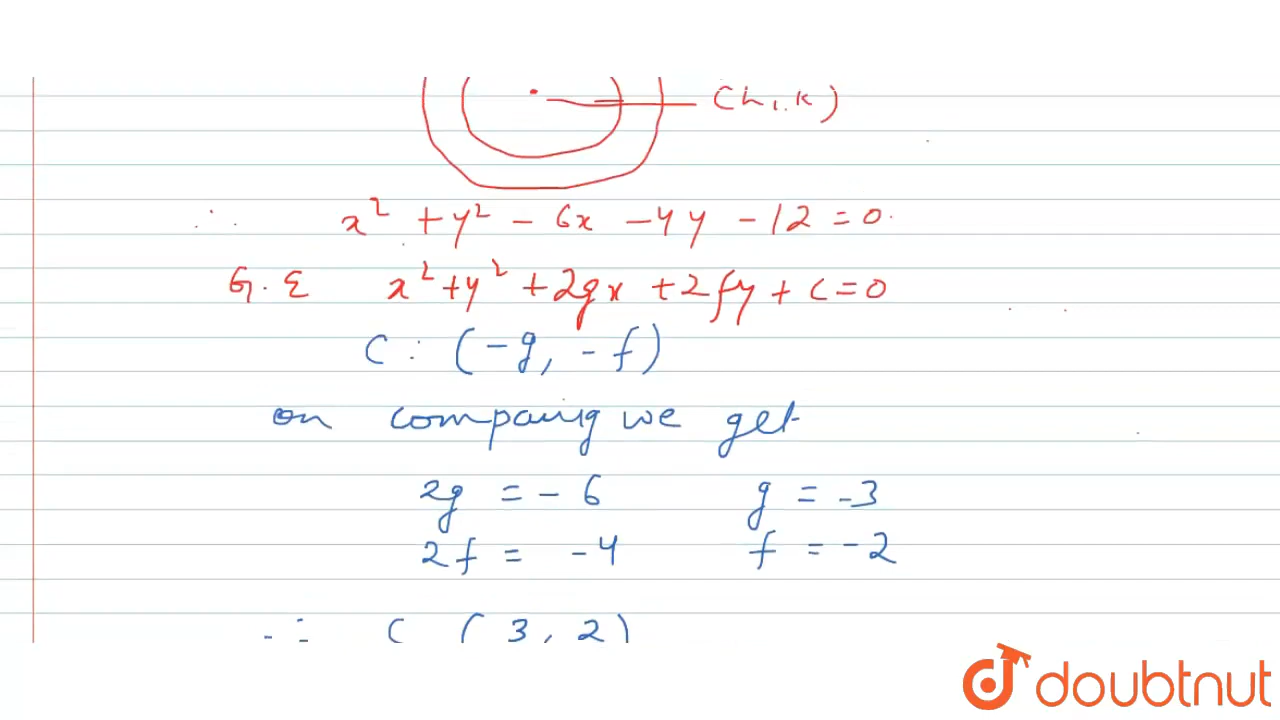 (h, k)
∴ x² + y² - 6x - 4y - 12 = 0.
G.E x² + y² + 2gx + 2fy + c = 0
C : (-g, -f)
on comparing we get
2g = - 6 g = -3
2f = -4 f = -2
∴ C (3, 2)
doubtnut